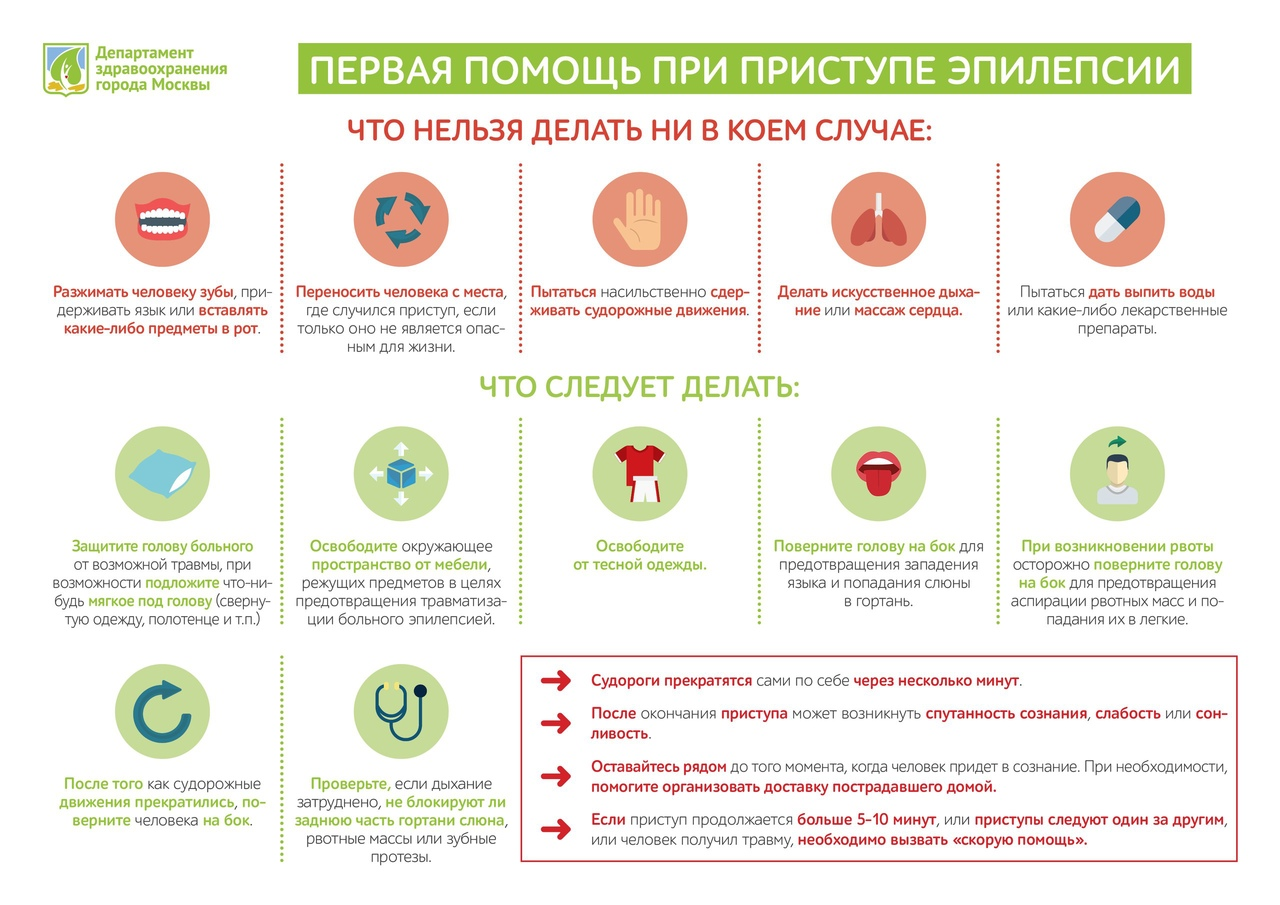 Департамент
здравоохранения
города Москвы
ПЕРВАЯ ПОМОЩЬ ПРИ ПРИСТУПЕ ЭПИЛЕПСИИ
ЧТО НЕЛЬЗЯ ДЕЛАТЬ НИ В КОЕМ СЛУЧАЕ:
Разжимать человеку зубы, при-
держивать язык или вставлять
какие-либо предметы в рот.
Переносить человека с места,
где случился приступ, если
только оно не является опас-
ным для жизни.
Пытаться насильственно сдер-
живать судорожные движения.
Делать искусственное дыха-
ние или массаж сердца.
Пытаться дать выпить воды
или какие-либо лекарственные
препараты.
ЧТО СЛЕДУЕТ ДЕЛАТЬ:
Защитите голову больного
от возможной травмы, при
возможности подложите что-ни-
будь мягкое под голову (сверну-
тую одежду, полотенце и т.п.)
Освободите окружающее
пространство от мебели,
режущих предметов в целях
предотвращения травматиза-
ции больного эпилепсией.
Освободите
от тесной одежды.
Поверните голову на бок для
предотвращения западения
языка и попадания слюны
в гортань.
При возникновении рвоты
осторожно поверните голову
на бок для предотвращения
аспирации рвотных масс и по-
падания их в легкие.
После того как судорожные
движения прекратились, по-
верните человека на бок.
Проверьте, если дыхание
затруднено, не блокируют ли
заднюю часть гортани слюна,
рвотные массы или зубные
протезы.
Судороги прекратятся сами по себе через несколько минут.
После окончания приступа может возникнуть спутанность сознания, слабость или сон-
ливость.
Оставайтесь рядом до того момента, когда человек придет в сознание. При необходимости,
помогите организовать доставку пострадавшего домой.
Если приступ продолжается больше 5-10 минут, или приступы следуют один за другим,
или человек получил травму, необходимо вызвать «скорую помощь».